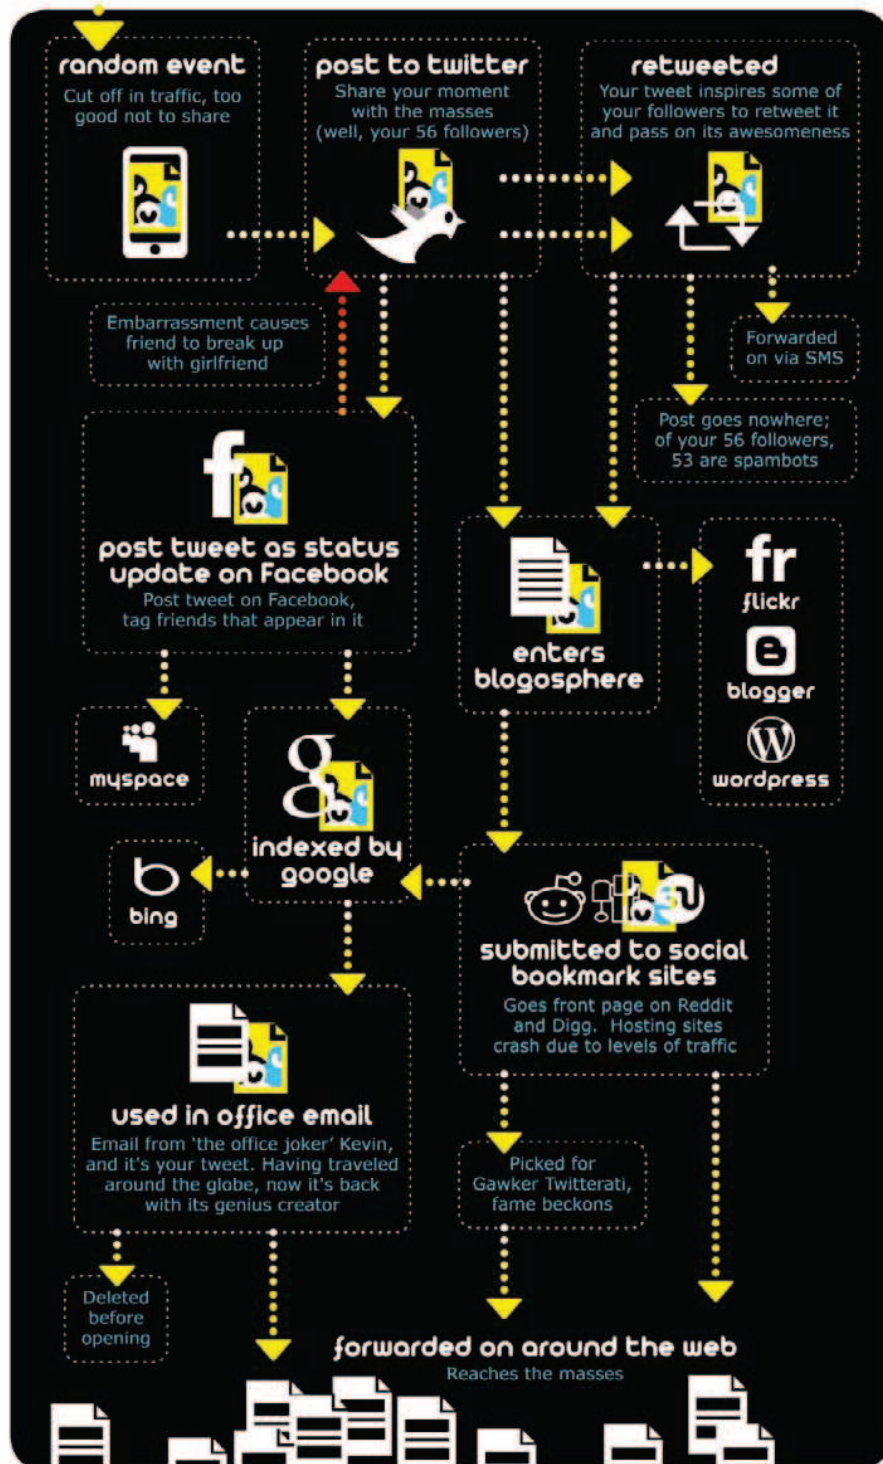 random event
Cut off in traffic, too
good not to share
post to twitter
Share your moment
with the masses
(well, your 56 followers)
retweeted
Your tweet inspires some of
your followers to retweet it
and pass on its awesomeness
Embarrassment causes
friend to break up
with girlfriend
Forwarded
on via SMS
Post goes nowhere;
of your 56 followers,
53 are spambots
f
post tweet as status
update on Facebook
Post tweet on Facebook,
tag friends that appear in it
enters
blogosphere
fr
flickr
blogger
wordpress
myspace
g
indexed by
google
b
bing
submitted to social
bookmark sites
Goes front page on Reddit
and Digg. Hosting sites
crash due to levels of traffic
used in office email
Email from 'the office joker' Kevin,
and it's your tweet. Having traveled
around the globe, now it's back
with its genius creator
Picked for
Gawker Twitterati,
fame beckons
Deleted
before
opening
forwarded on around the web
Reaches the masses